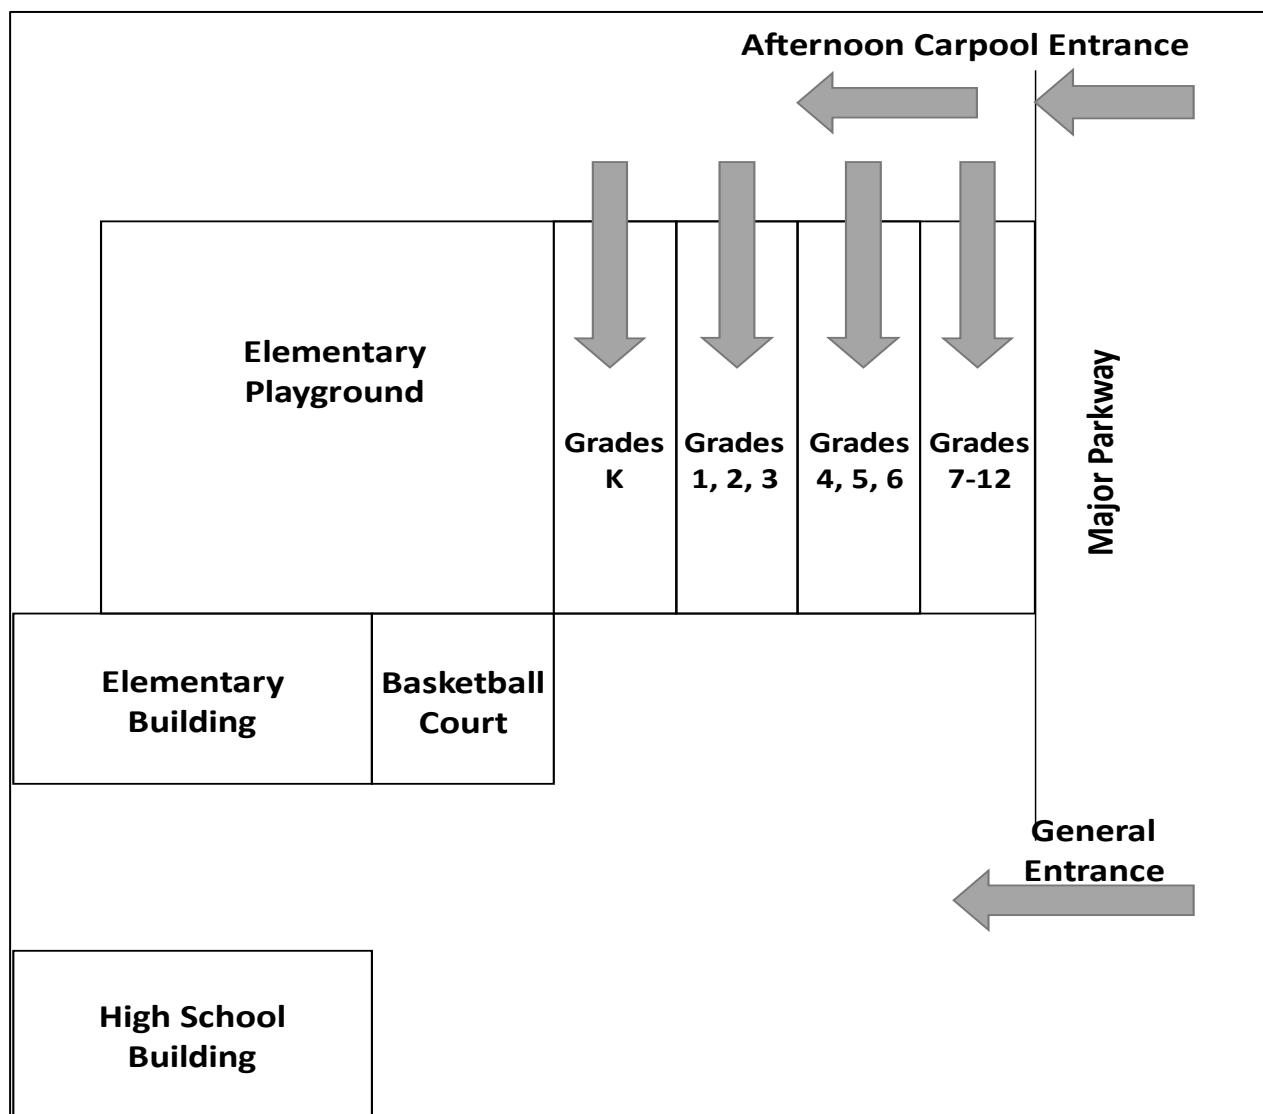 Afternoon Carpool Entrance
Elementary
Playground
Grades
K
Grades
1, 2, 3
Grades
4, 5, 6
Grades
7-12
Major Parkway
Elementary
Building
Basketball
Court
General
Entrance
High School
Building